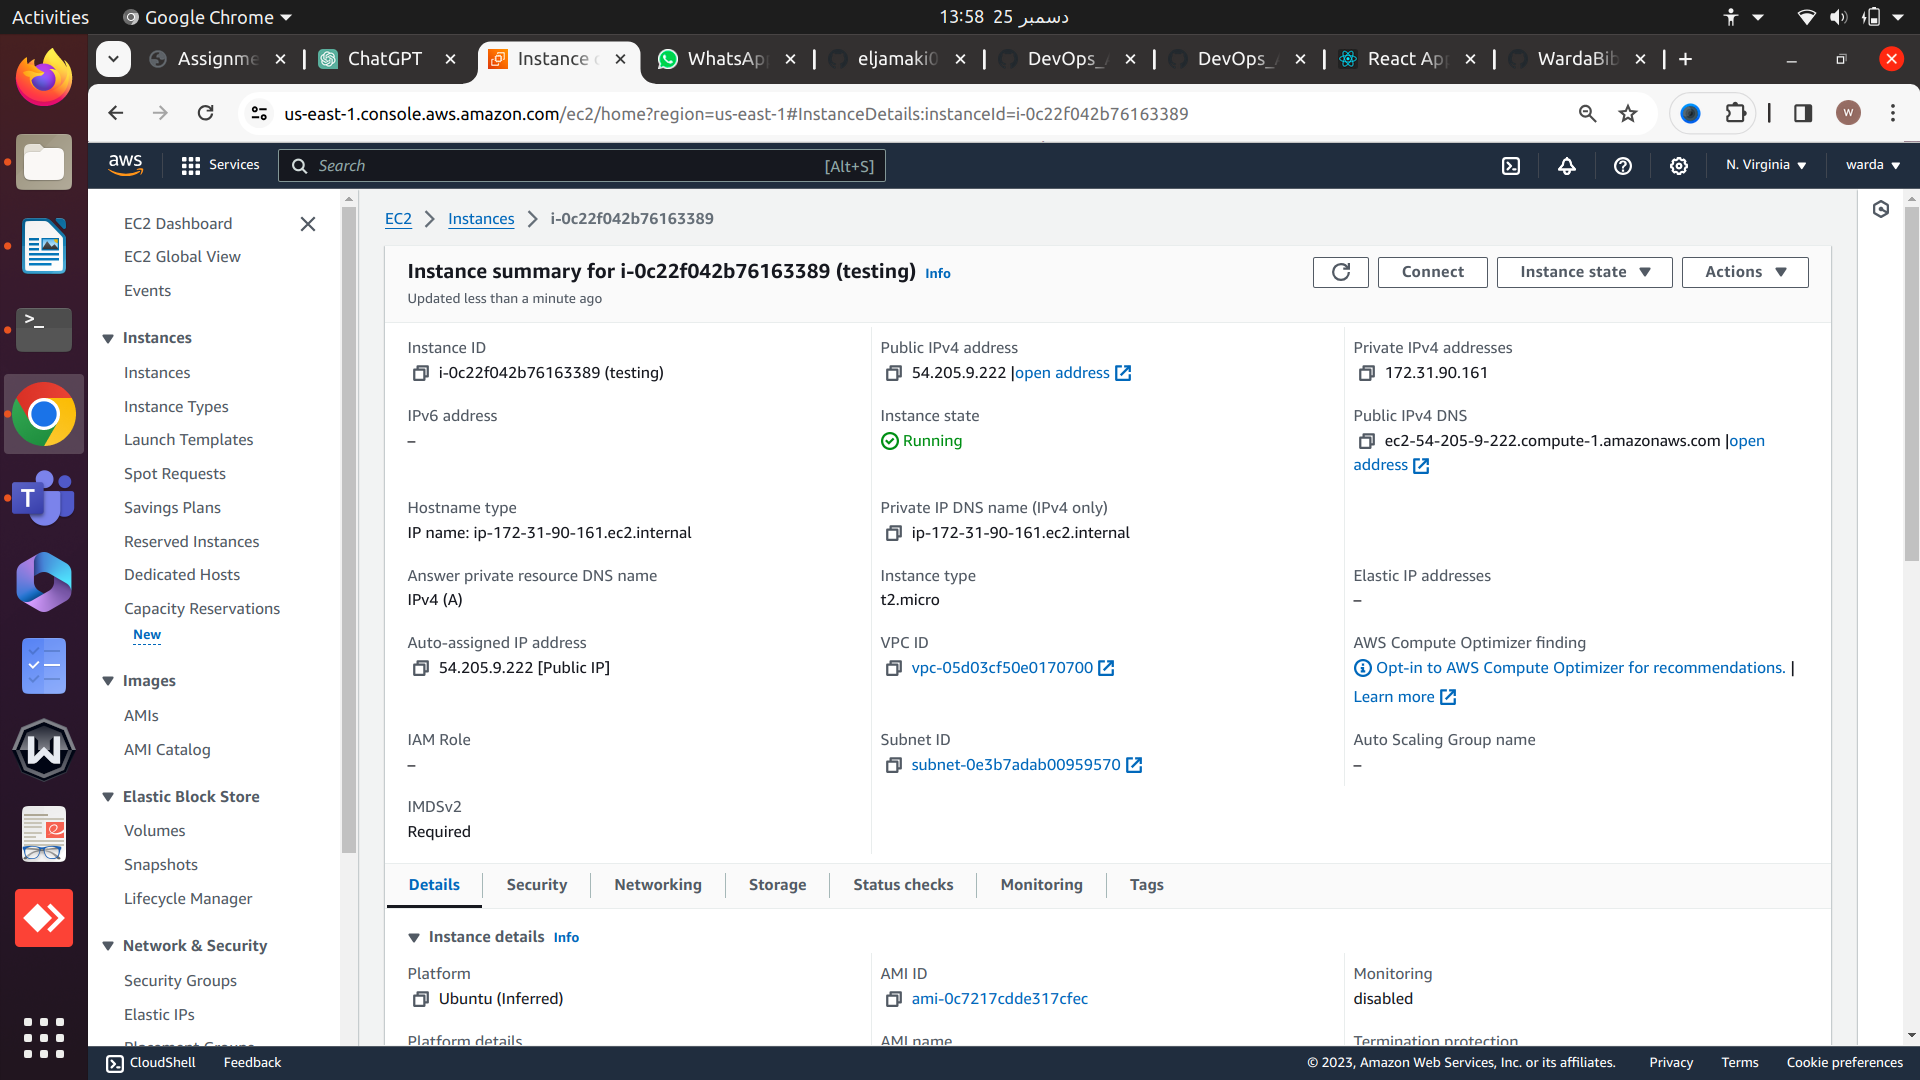 Activities
Google Chrome
13:58 25 دسمبر
Assignme
ChatGPT
Instance
WhatsAp
eljamaki0
DevOps_
DevOps_
React Ap
WardaBib
us-east-1.console.aws.amazon.com/ec2/home?region=us-east-1#InstanceDetails:instanceId=i-0c22f042b76163389
W
aws
Services
Search
[Alt+S]
N. Virginia
warda
EC2 Dashboard
EC2 Global View
Events
Instances
Instances
Instance Types
Launch Templates
Spot Requests
Savings Plans
Reserved Instances
Dedicated Hosts
Capacity Reservations
New
Images
AMIs
AMI Catalog
Elastic Block Store
Volumes
Snapshots
Lifecycle Manager
Network & Security
Security Groups
Elastic IPs
Placement Groups
EC2
Instances
i-0c22f042b76163389
Instance summary for i-0c22f042b76163389 (testing) Info
Updated less than a minute ago
Connect
Instance state
Actions
Instance ID
i-0c22f042b76163389 (testing)
Public IPv4 address
54.205.9.222 |open address
Private IPv4 addresses
172.31.90.161
IPv6 address
–
Instance state
Running
Public IPv4 DNS
ec2-54-205-9-222.compute-1.amazonaws.com |open
address
Hostname type
IP name: ip-172-31-90-161.ec2.internal
Private IP DNS name (IPv4 only)
ip-172-31-90-161.ec2.internal
Answer private resource DNS name
IPv4 (A)
Instance type
t2.micro
Elastic IP addresses
–
Auto-assigned IP address
54.205.9.222 [Public IP]
VPC ID
vpc-05d03cf50e0170700
AWS Compute Optimizer finding
Opt-in to AWS Compute Optimizer for recommendations. |
Learn more
IAM Role
–
Subnet ID
subnet-0e3b7adab00959570
Auto Scaling Group name
–
IMDSv2
Required
Details
Security
Networking
Storage
Status checks
Monitoring
Tags
Instance details Info
Platform
Ubuntu (Inferred)
AMI ID
ami-0c7217cdde317cfec
Monitoring
disabled
Platform details
AMI name
Termination protection
CloudShell
Feedback
© 2023, Amazon Web Services, Inc. or its affiliates.
Privacy
Terms
Cookie preferences